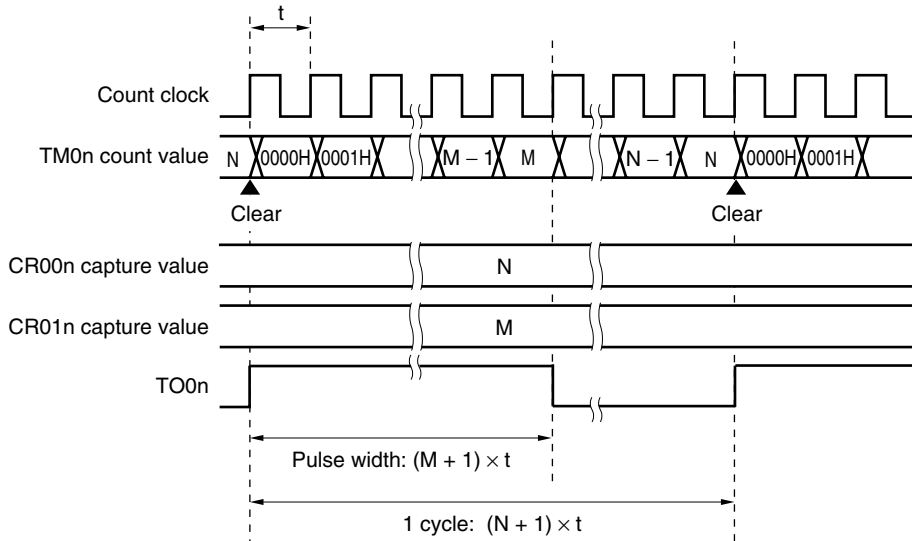 t
Count clock
TM0n count value N 0000H 0001H M – 1 M N – 1 N 0000H 0001H
Clear Clear
CR00n capture value N
CR01n capture value M
TO0n
Pulse width: (M + 1) × t
1 cycle: (N + 1) × t